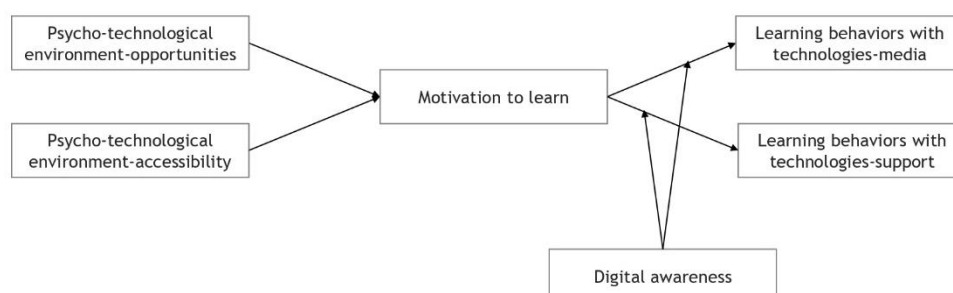 Psycho-technological
environment-opportunities
Psycho-technological
environment-accessibility
Motivation to learn
Learning behaviors with
technologies-media
Learning behaviors with
technologies-support
Digital awareness